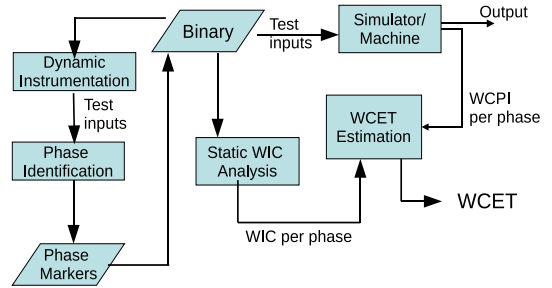 Binary
Test
inputs
Simulator/
Machine
Output
Dynamic
Instrumentation
Test
inputs
WCPI
per phase
WCET
Estimation
Phase
Identification
Static WIC
Analysis
WCET
WIC per phase
Phase
Markers